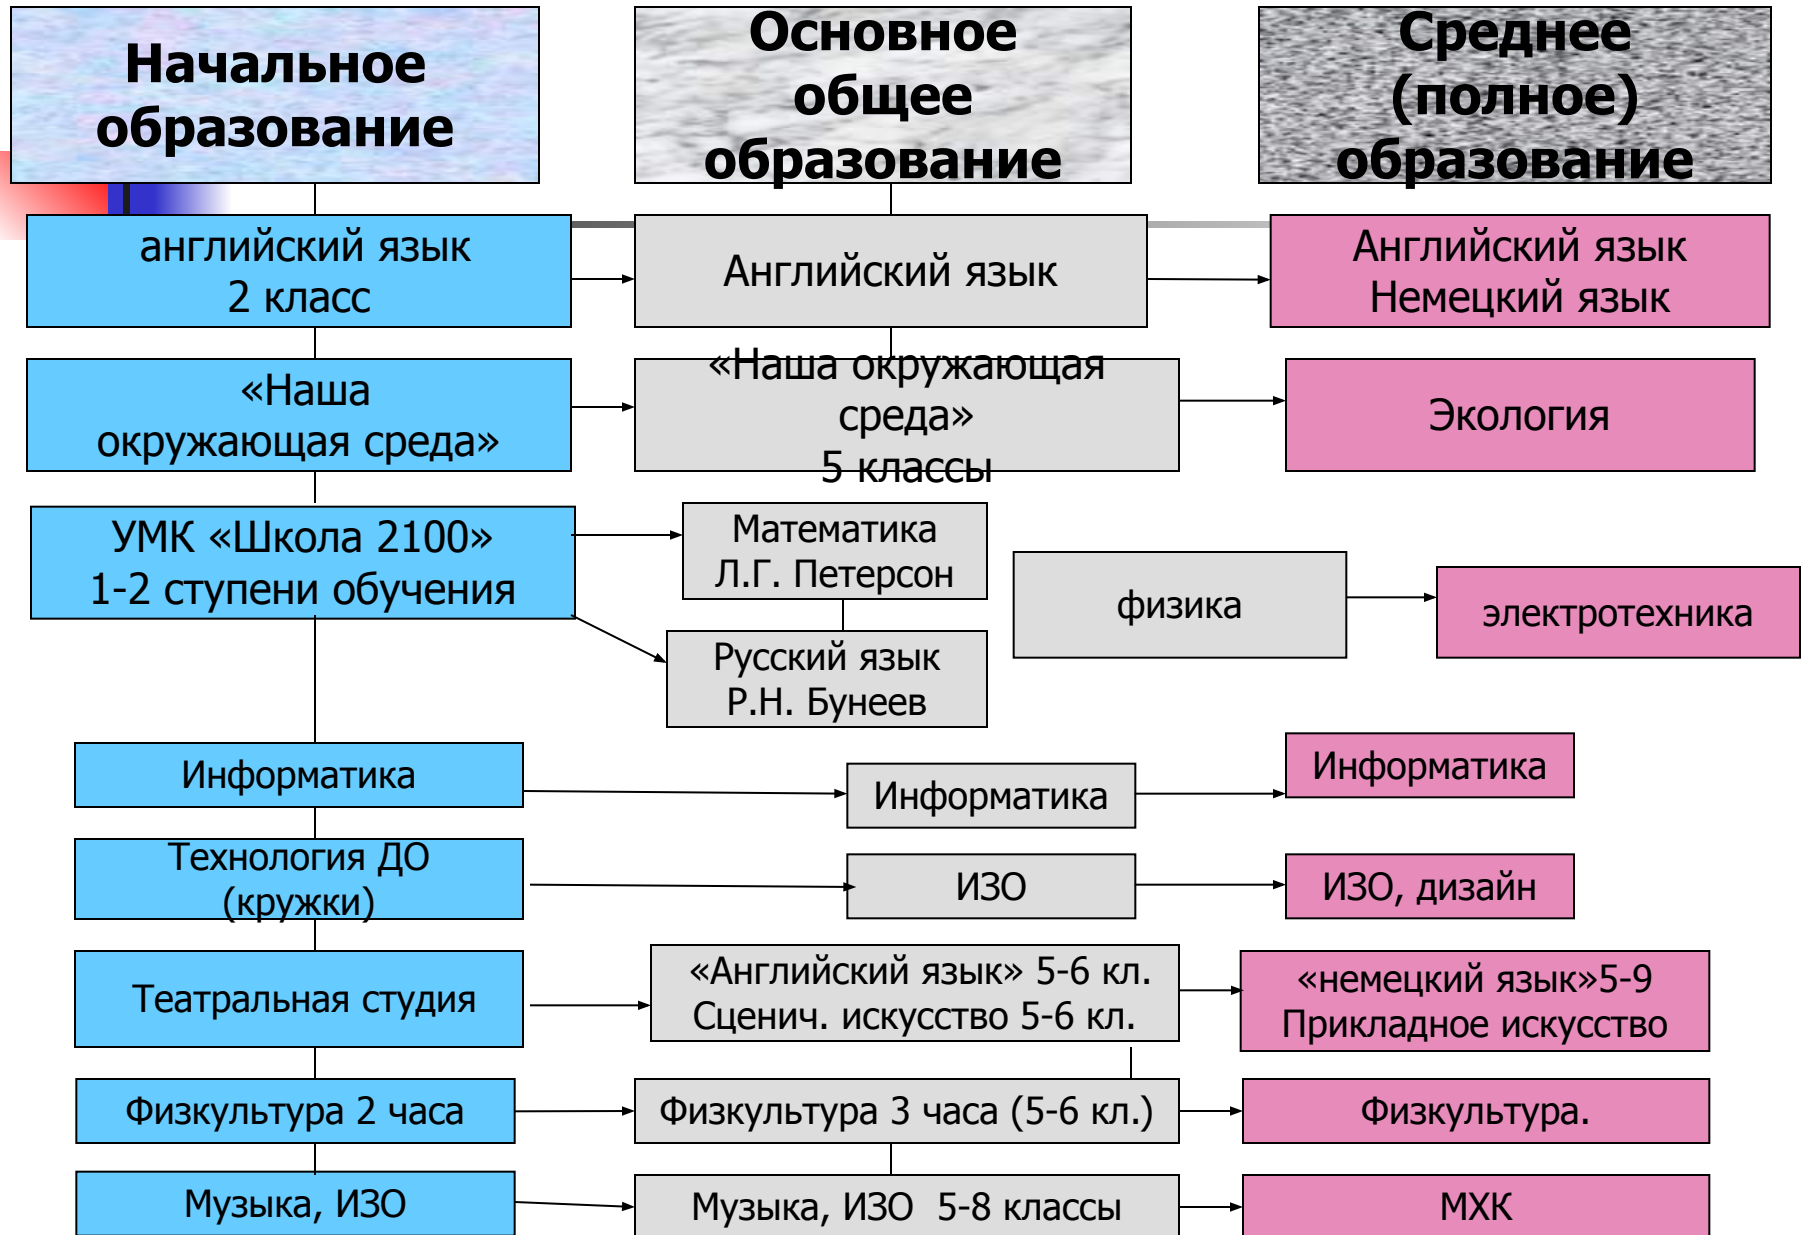 Начальное
образование
Основное
общее
образование
Среднее
(полное)
образование
английский язык
2 класс
Английский язык
Английский язык
Немецкий язык
«Наша
окружающая среда»
«Наша окружающая
среда»
5 классы
Экология
УМК «Школа 2100»
1-2 ступени обучения
Математика
Л.Г. Петерсон
Русский язык
Р.Н. Бунеев
физика
электротехника
Информатика
Информатика
Информатика
Технология ДО
(кружки)
ИЗО
ИЗО, дизайн
Театральная студия
«Английский язык» 5-6 кл.
Сценич. искусство 5-6 кл.
«немецкий язык»5-9
Прикладное искусство
Физкультура 2 часа
Физкультура 3 часа (5-6 кл.)
Физкультура.
Музыка, ИЗО
Музыка, ИЗО 5-8 классы
МХК